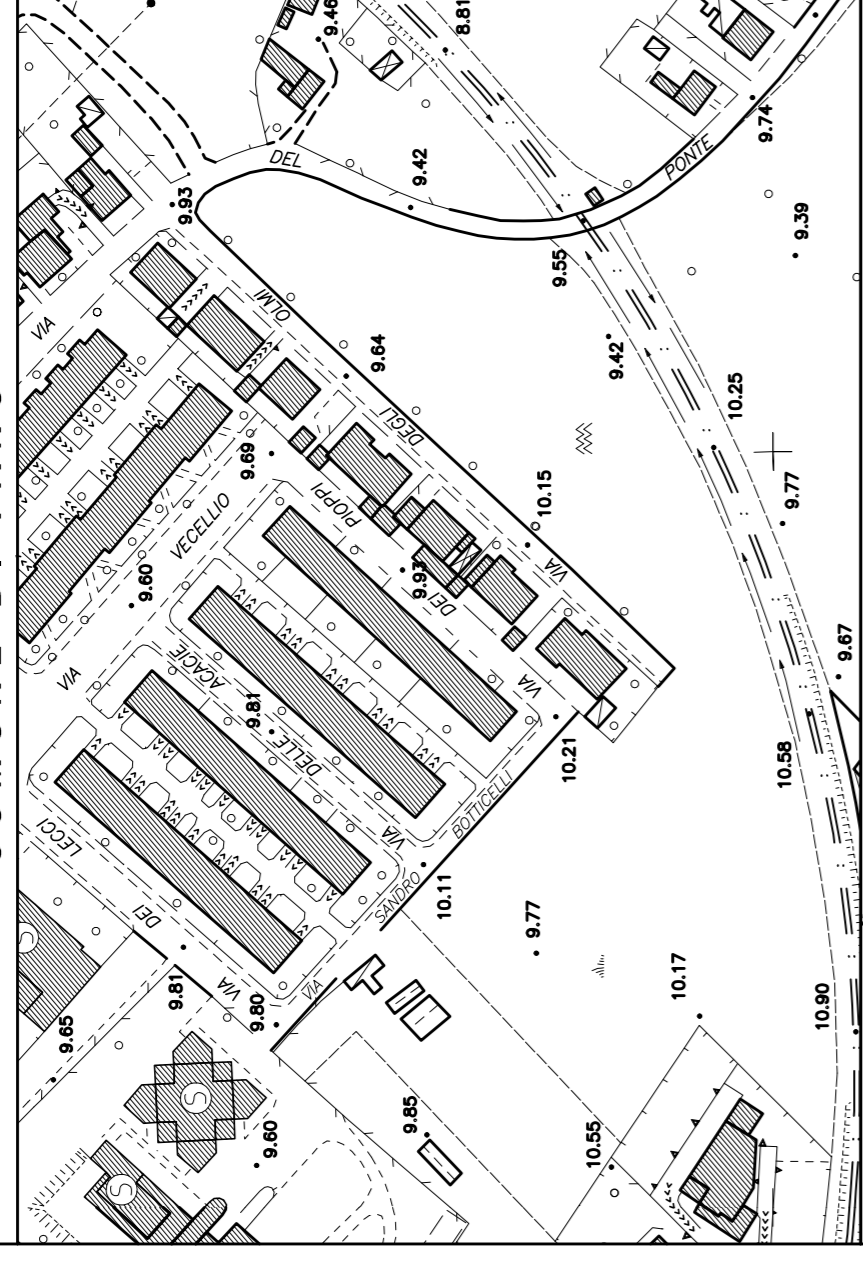 9.46
8.81
DEL
9.42
PONTE
9.74
9.93
VIA
9.39
9.55
OLMI
9.64
9.42
DEGLI
10.25
9.69
PIOPPI
VECELLIO
10.15
9.77
9.60
9.93
DEI
VIA
VIA
ACACIE
9.67
9.81
VIA
DELLE
10.21
10.58
BOTTICELLI
VIA
LECCI
SANDRO
10.11
DEI
9.77
VIA
VIA
9.81
9.80
10.17
10.90
9.65
S
S
9.85
9.60
10.55
S